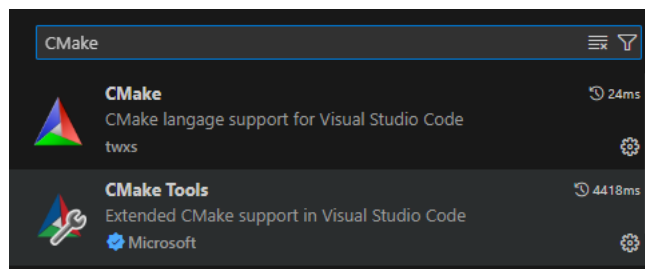 CMake
CMake 24ms
CMake langage support for Visual Studio Code
twxs
CMake Tools 4418ms
Extended CMake support in Visual Studio Code
Microsoft